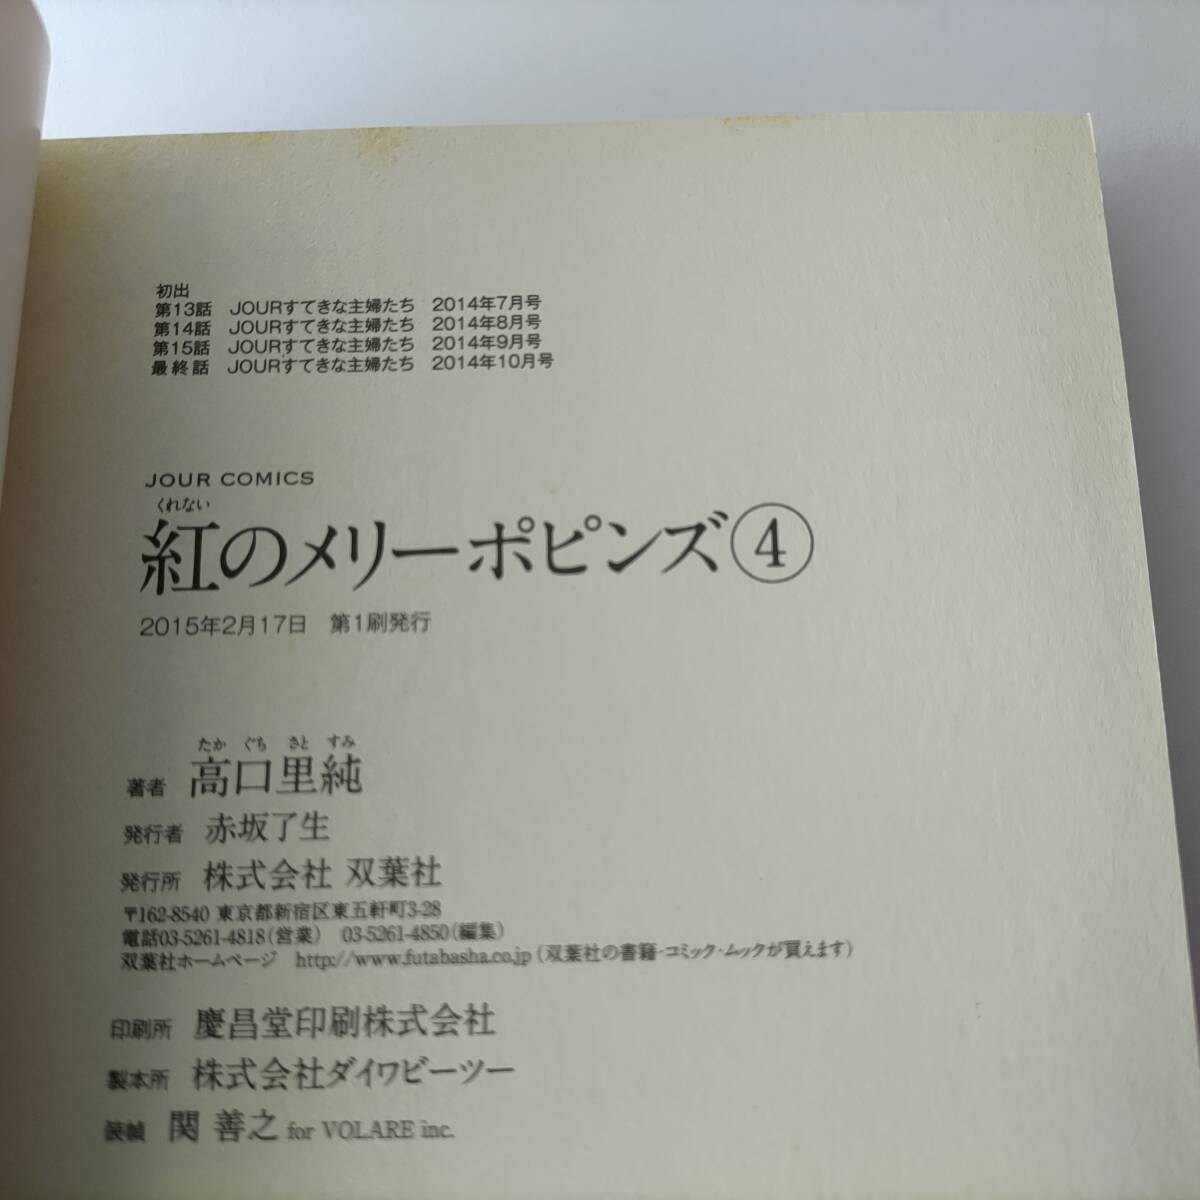 初出
第13話 JOURすてきな主婦たち 2014年7月号
第14話 JOURすてきな主婦たち 2014年8月号
第15話 JOURすてきな主婦たち 2014年9月号
最終話 JOURすてきな主婦たち 2014年10月号
JOUR COMICS
くれない
紅のメリーポピンズ④
2015年2月17日 第1刷発行
たか ぐち さと すみ
著者 高口里純
発行者 赤坂了生
発行所 株式会社 双葉社
〒162-8540 東京都新宿区東五軒町3-28
電話03-5261-4818(営業) 03-5261-4850(編集)
双葉社ホームページ http://www.futabasha.co.jp(双葉社の書籍・コミック・ムックが買えます)
印刷所 慶昌堂印刷株式会社
製本所 株式会社ダイワビーツー
装幀 関 善之 for VOLARE inc.